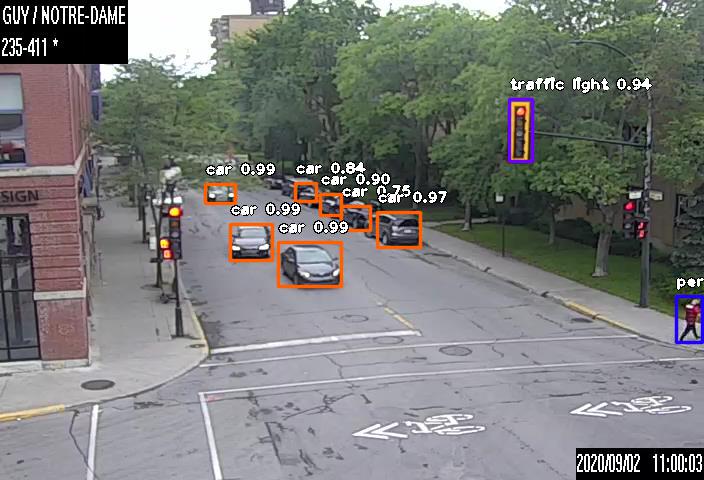 GUY / NOTRE-DAME
235-411 *
traffic light 0.94
car 0.99
car 0.84
car 0.90
car 0.75
car 0.97
car 0.99
car 0.99
per
SIGN
2020/09/02 11:00:03